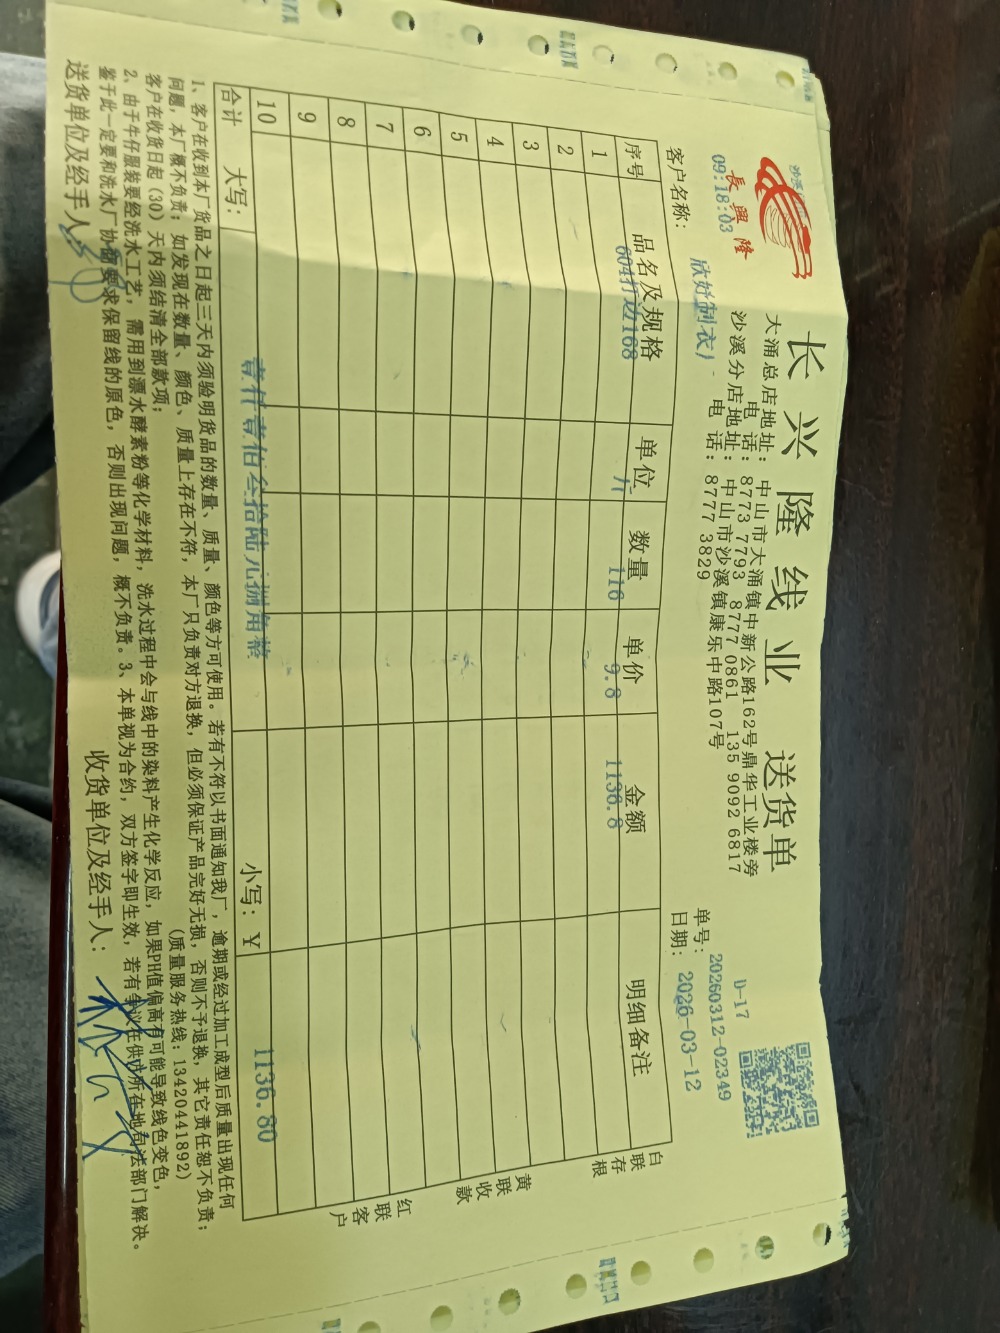 長興隆
09:18:03
长兴隆线业 送货单
大涌总店地址：中山市大涌镇中新公路162号鼎华工业楼旁
电 话：8773 7793 8777 0861 135 9092 6817
沙溪分店地址：中山市沙溪镇康乐中路107号
电 话：8777 3829
D-17
单号：20260312-02349
日期：2026-03-12
客户名称：欣好制衣厂
序号 品名及规格 单位 数量 单价 金额 明细备注
1 604打边168 116 9.8 1136.8
2
3
4
5
6
7
8
9
10
合计 大写：壹仟壹佰叁拾陆元捌角整 小写：￥ 1136.80
白联存根
黄联收款
红联客户
1、客户在收到本厂货品之日起三天内须验明货品的数量、质量、颜色等方可使用。若有不符以书面通知我厂，逾期或经过加工成型后质量出现任何
问题，本厂概不负责；如发现在数量、颜色、质量上存在不符，本厂只负责对方退换，但必须保证产品完好无损，否则不予退换，其它责任恕不负责；
客户在收货日起（30）天内须结清全部款项； (质量服务热线：13420441892)
2、由于牛仔服装要经洗水工艺，需用到漂水酵素粉等化学材料，洗水过程中会与线中的染料产生化学反应，如果PH值偏高有可能导致线色变色，
鉴于此一定要和洗水厂协商要求保留线的原色，否则出现问题，概不负责。3、本单视为合约，双方签字即生效，若有争议在供方所在地司法部门解决。
送货单位及经手人： 收货单位及经手人：